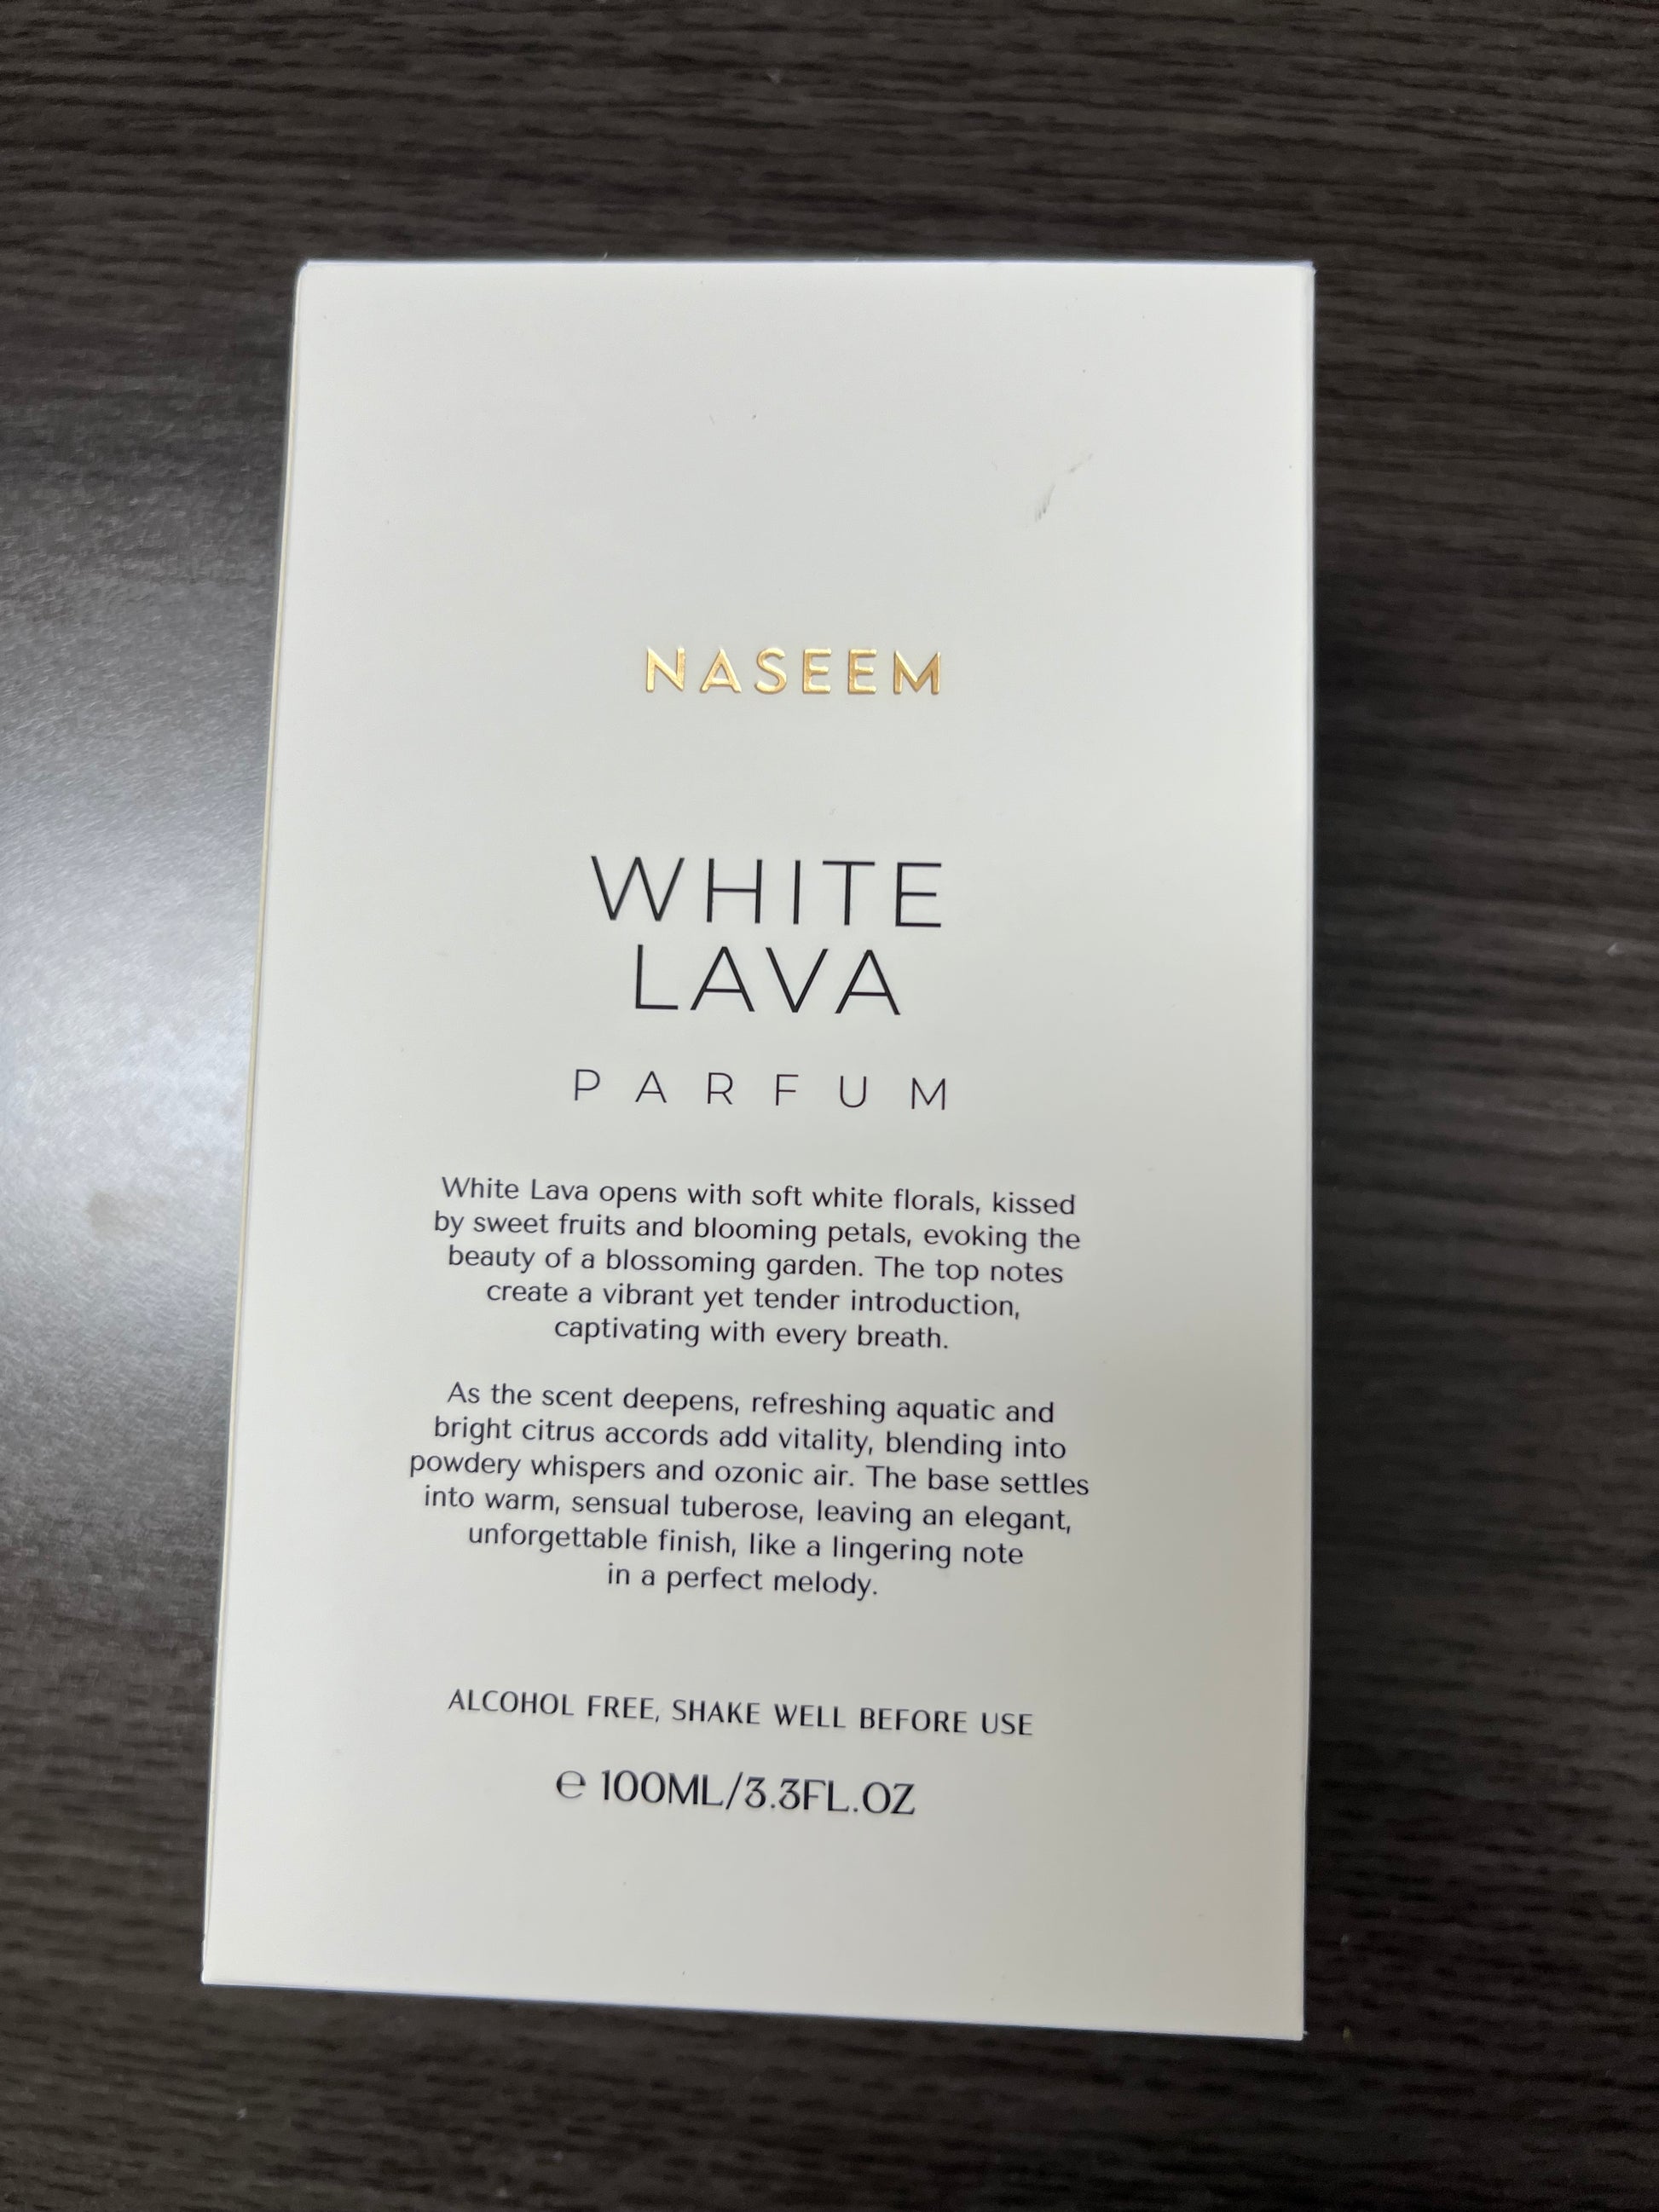 NASEEM
WHITE
LAVA
PARFUM
White Lava opens with soft white florals, kissed
by sweet fruits and blooming petals, evoking the
beauty of a blossoming garden. The top notes
create a vibrant yet tender introduction,
captivating with every breath.
As the scent deepens, refreshing aquatic and
bright citrus accords add vitality, blending into
powdery whispers and ozonic air. The base settles
into warm, sensual tuberose, leaving an elegant,
unforgettable finish, like a lingering note
in a perfect melody.
ALCOHOL FREE, SHAKE WELL BEFORE USE
℮ 100ML/3.3FL.OZ